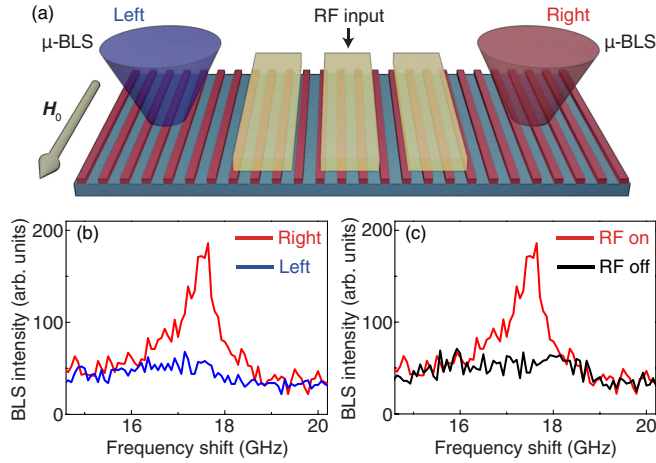 (a)
Left
RF input
Right
μ-BLS
μ-BLS
H0
(b)
Right
Left
200
100
0
BLS intensity (arb. units)
16
18
20
Frequency shift (GHz)
(c)
RF on
RF off
200
100
0
BLS intensity (arb. units)
16
18
20
Frequency shift (GHz)